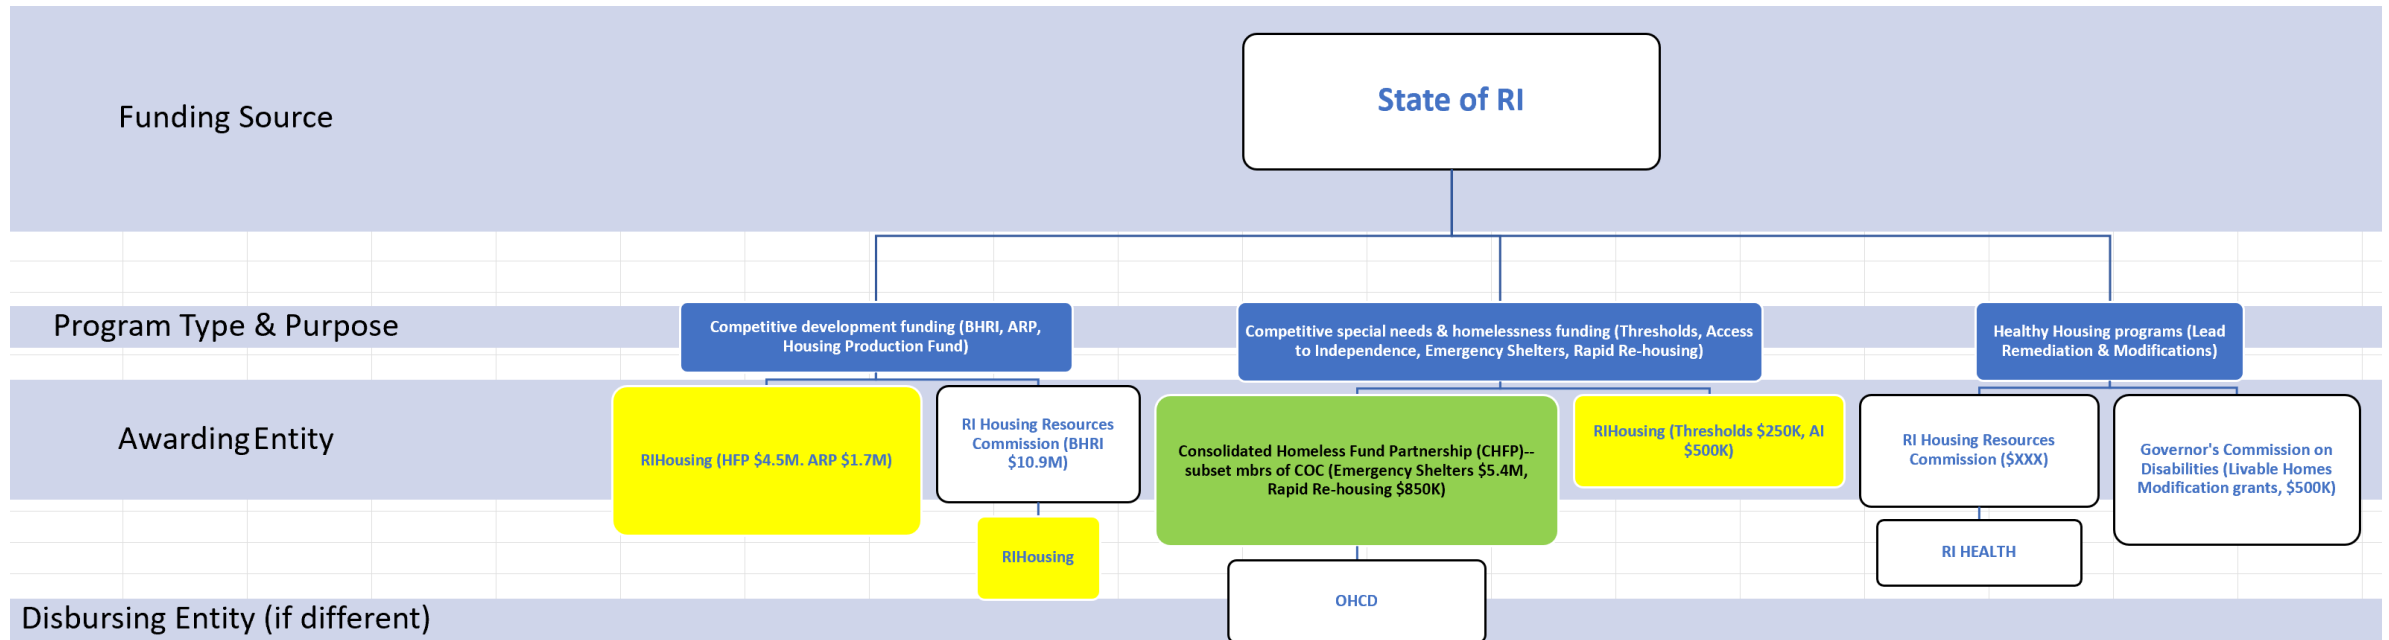 State of RI
Funding Source
Program Type & Purpose
Competitive development funding (BHRI, ARP,
Housing Production Fund)
Competitive special needs & homelessness funding (Thresholds, Access
to Independence, Emergency Shelters, Rapid Re-housing)
Healthy Housing programs (Lead
Remediation & Modifications)
Awarding Entity
RIHousing (HFP $4.5M. ARP $1.7M)
RI Housing Resources
Commission (BHRI
$10.9M)
Consolidated Homeless Fund Partnership (CHFP)--
subset mbrs of COC (Emergency Shelters $5.4M,
Rapid Re-housing $850K)
RIHousing (Thresholds $250K, AI
$500K)
RI Housing Resources
Commission ($XXX)
Governor's Commission on
Disabilities (Livable Homes
Modification grants, $500K)
RIHousing
RI HEALTH
OHCD
Disbursing Entity (if different)